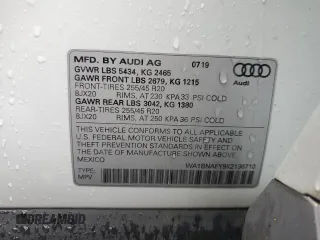 MFD. BY AUDI AG 07/19
GVWR LBS 5434, KG 2465
GAWR FRONT LBS 2679, KG 1215
FRONT-TIRES 255/45 R20
8JX20 RIMS, AT 230 KPA 33 PSI COLD
GAWR REAR LBS 3042, KG 1380
REAR-TIRES 255/45 R20
8JX20 RIMS, AT 250 KPA 36 PSI COLD
THIS VEHICLE CONFORMS TO ALL APPLICABLE
U.S. FEDERAL MOTOR VEHICLE SAFETY
AND THEFT PREVENTION STANDARDS IN EFFECT ON THE
DATE OF MANUFACTURE SHOWN ABOVE.
MEXICO
TYPE:
MPV
Audi
DREAMBID